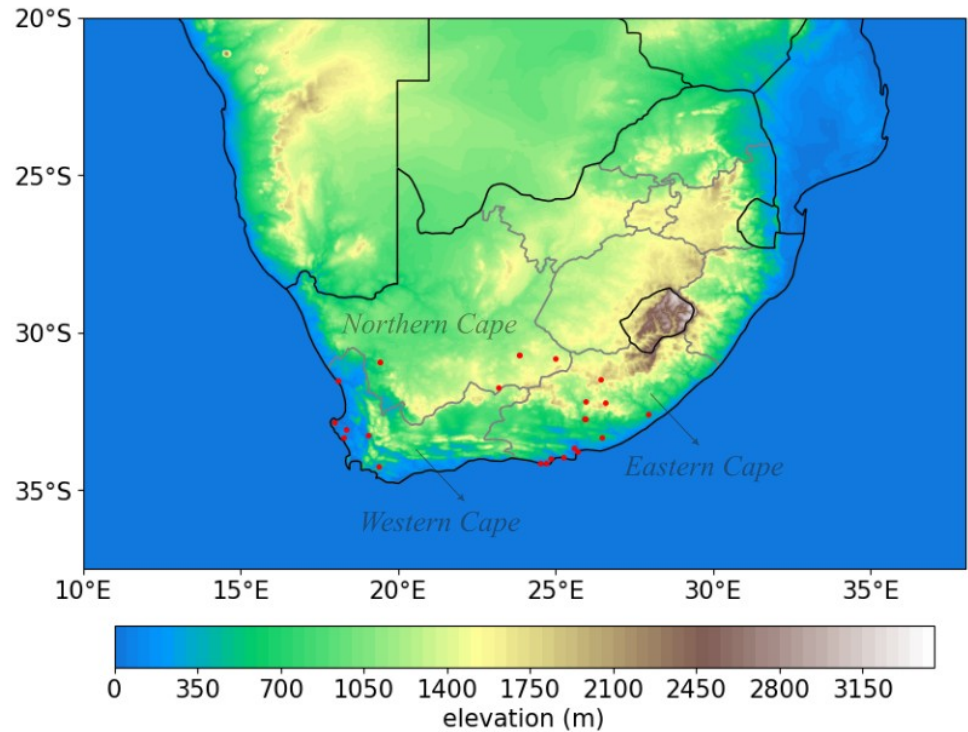 20°S
25°S
30°S
35°S
Northern Cape
Eastern Cape
Western Cape
10°E 15°E 20°E 25°E 30°E 35°E
0 350 700 1050 1400 1750 2100 2450 2800 3150
elevation (m)